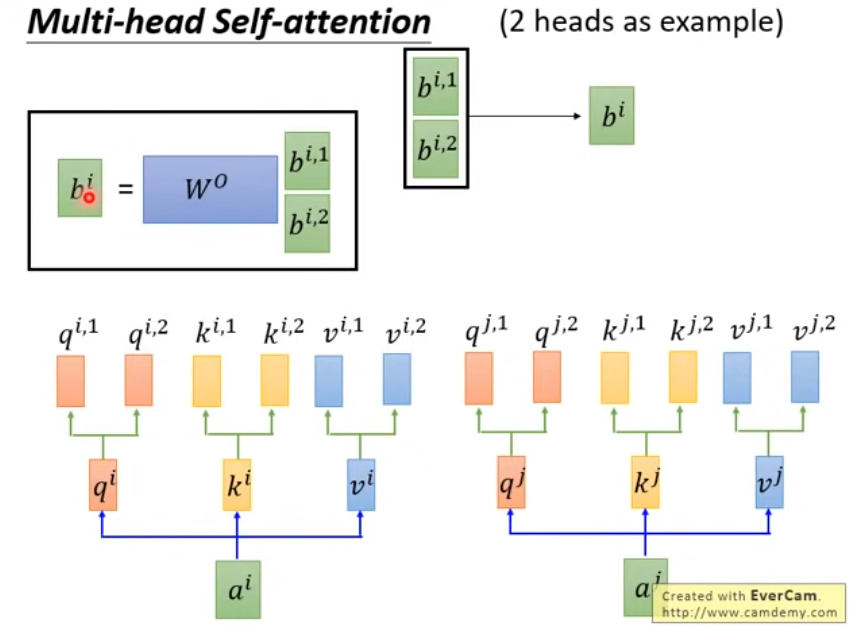 Multi-head Self-attention (2 heads as example)
b^{i,1}
b^{i,2}
b^i
b^i = W^O b^{i,1}
b^{i,2}
q^{i,1} q^{i,2} k^{i,1} k^{i,2} v^{i,1} v^{i,2} q^{j,1} q^{j,2} k^{j,1} k^{j,2} v^{j,1} v^{j,2}
q^i k^i v^i q^j k^j v^j
a^i a^j
Created with EverCam.
http://www.camdemy.com